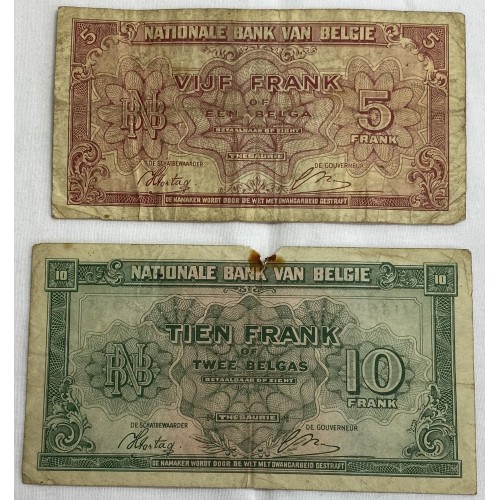 NATIONALE BANK VAN BELGIE
5
5
VIJF FRANK
OF
EEN BELGA
5
FRANK
BNB
BETAALBAAR OP ZICHT
THESAURIE
DE SCHATBEWAARDER
DE GOUVERNEUR
DE NAMAKER WORDT DOOR DE WET MET DWANGARBEID GESTRAFT
10
NATIONALE BANK VAN BELGIE
10
TIEN FRANK
OF
TWEE BELGAS
10
FRANK
BNB
BETAALBAAR OP ZICHT
THESAURIE
DE SCHATBEWAARDER
DE GOUVERNEUR
DE NAMAKER WORDT DOOR DE WET MET DWANGARBEID GESTRAFT